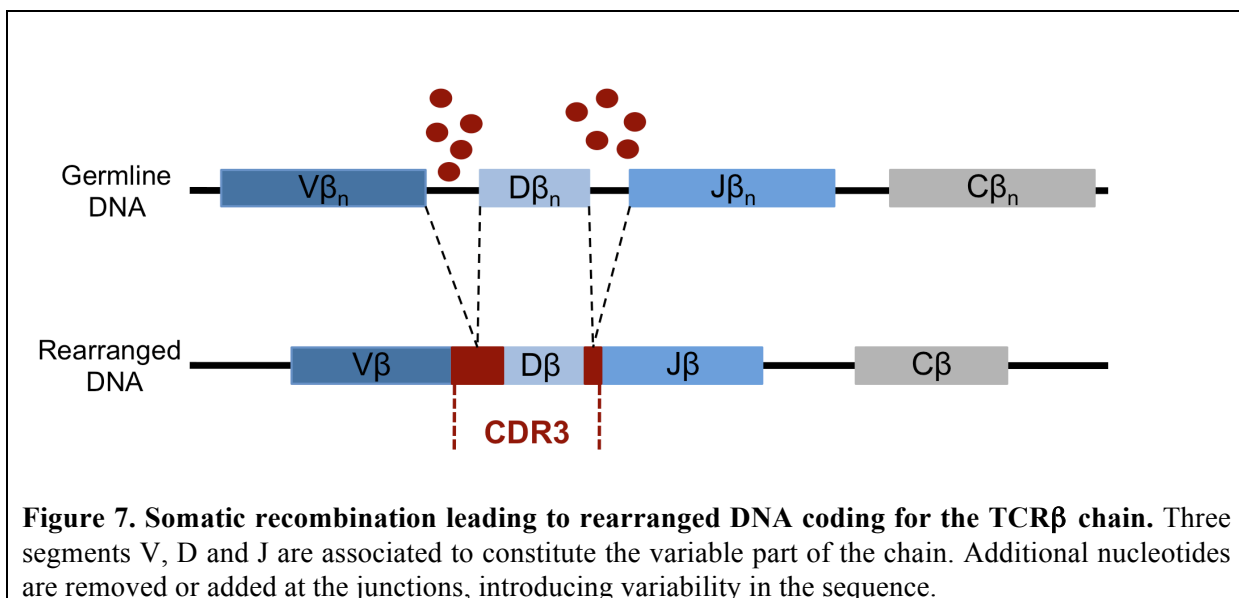 Germline
DNA
Vβₙ
Dβₙ
Jβₙ
Cβₙ
Rearranged
DNA
Vβ
Dβ
Jβ
Cβ
CDR3
Figure 7. Somatic recombination leading to rearranged DNA coding for the TCRβ chain. Three
segments V, D and J are associated to constitute the variable part of the chain. Additional nucleotides
are removed or added at the junctions, introducing variability in the sequence.